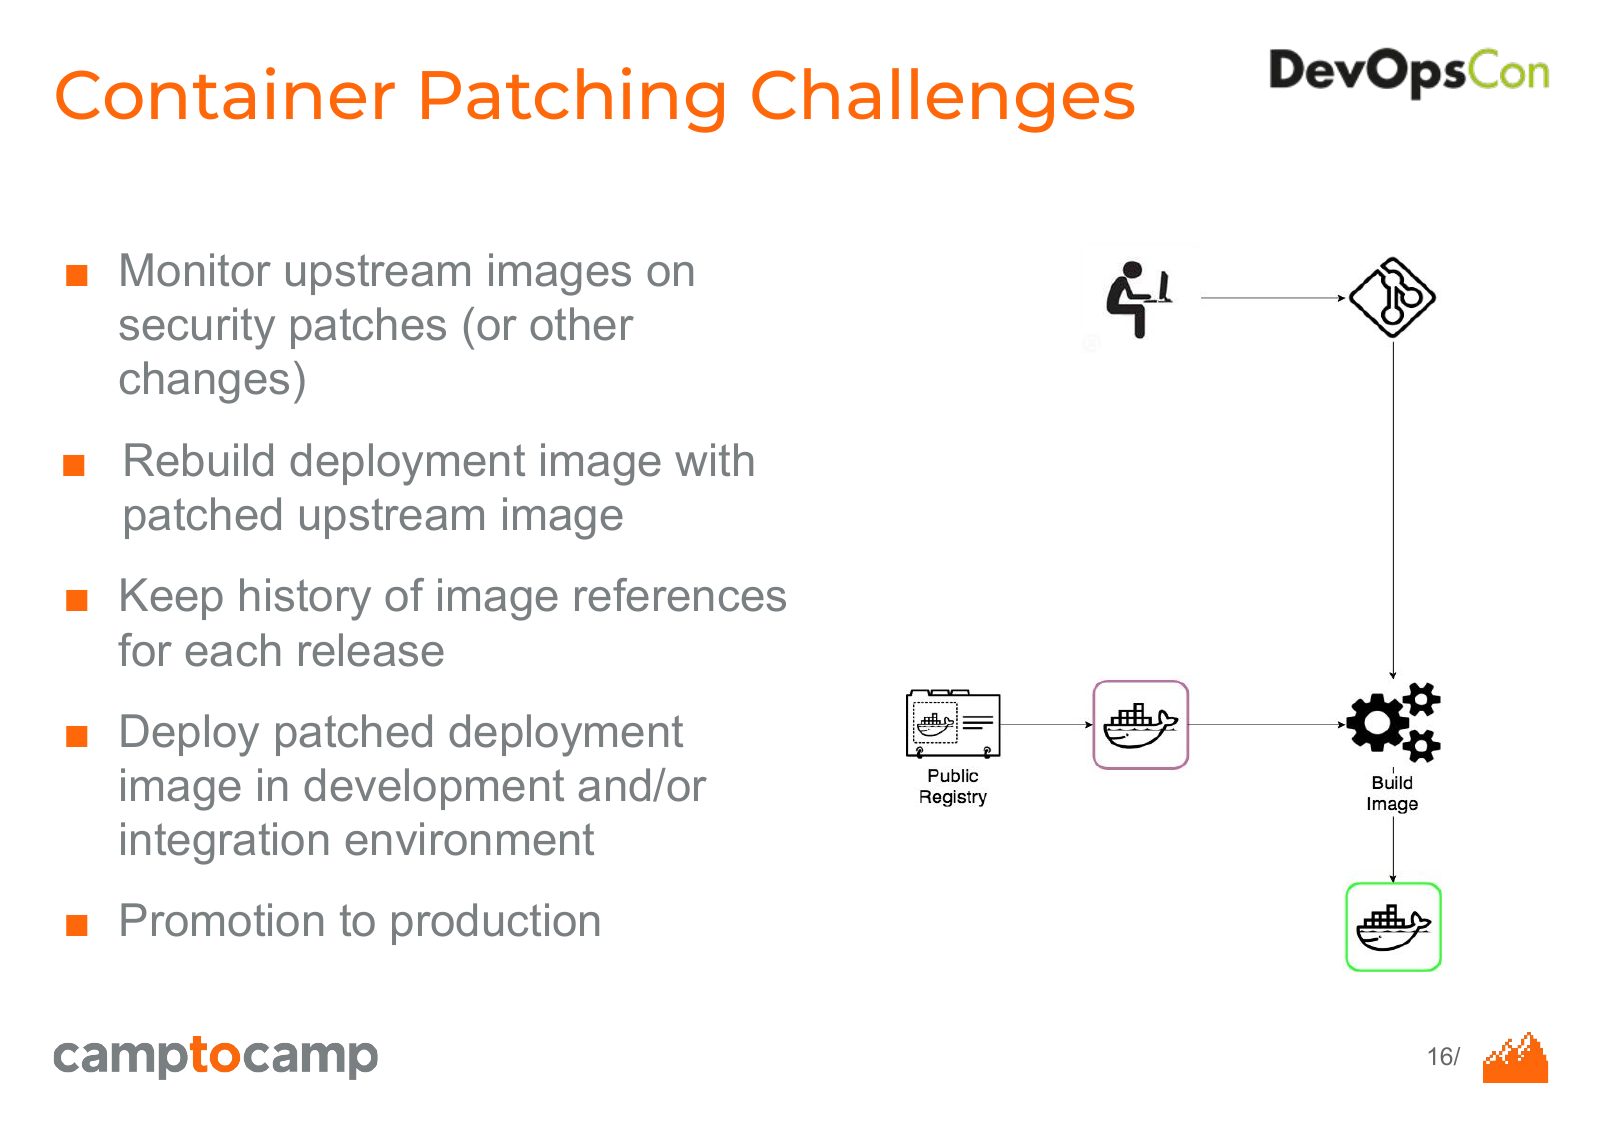 Container Patching Challenges
DevOpsCon
■ Monitor upstream images on
security patches (or other
changes)
■ Rebuild deployment image with
patched upstream image
■ Keep history of image references
for each release
■ Deploy patched deployment
image in development and/or
integration environment
■ Promotion to production
Public
Registry
Build
Image
camptocamp
16/